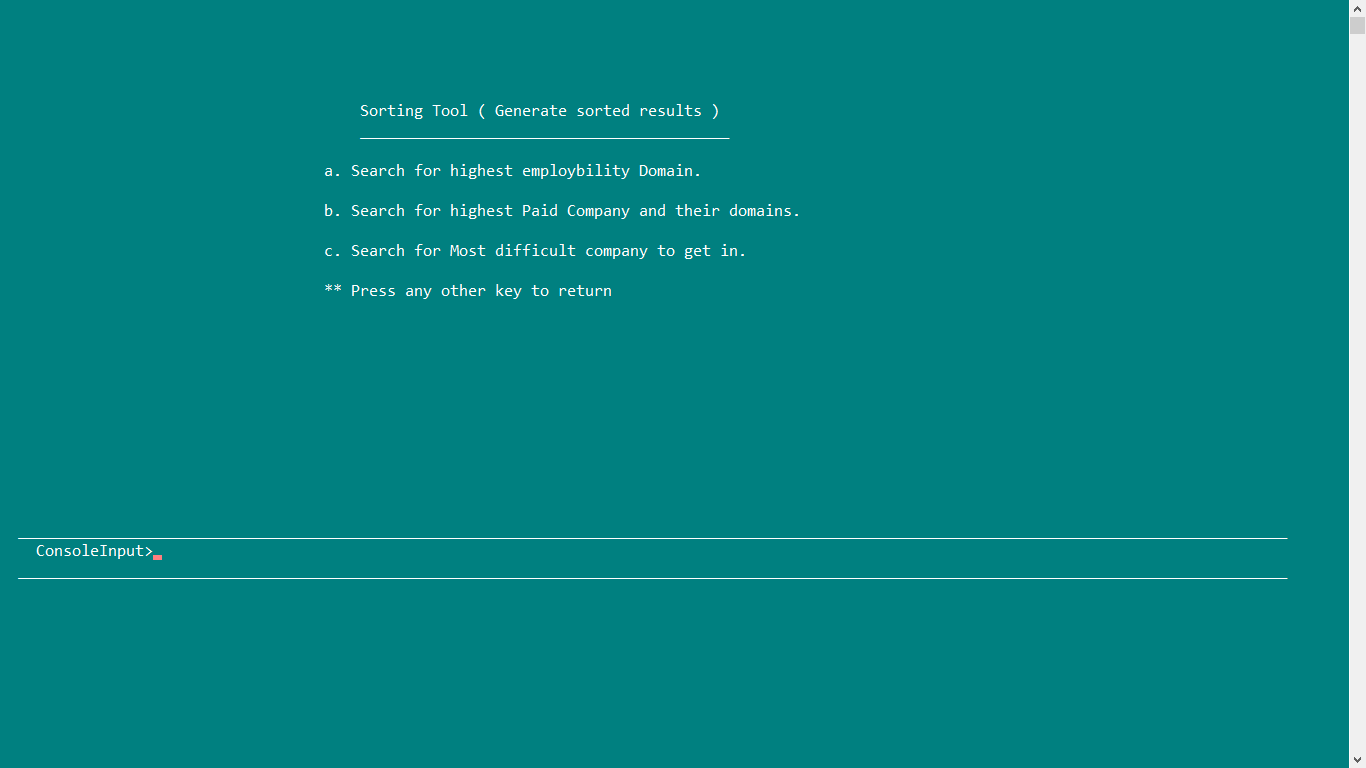 Sorting Tool ( Generate sorted results )
a. Search for highest employbility Domain.
b. Search for highest Paid Company and their domains.
c. Search for Most difficult company to get in.
** Press any other key to return
ConsoleInput>